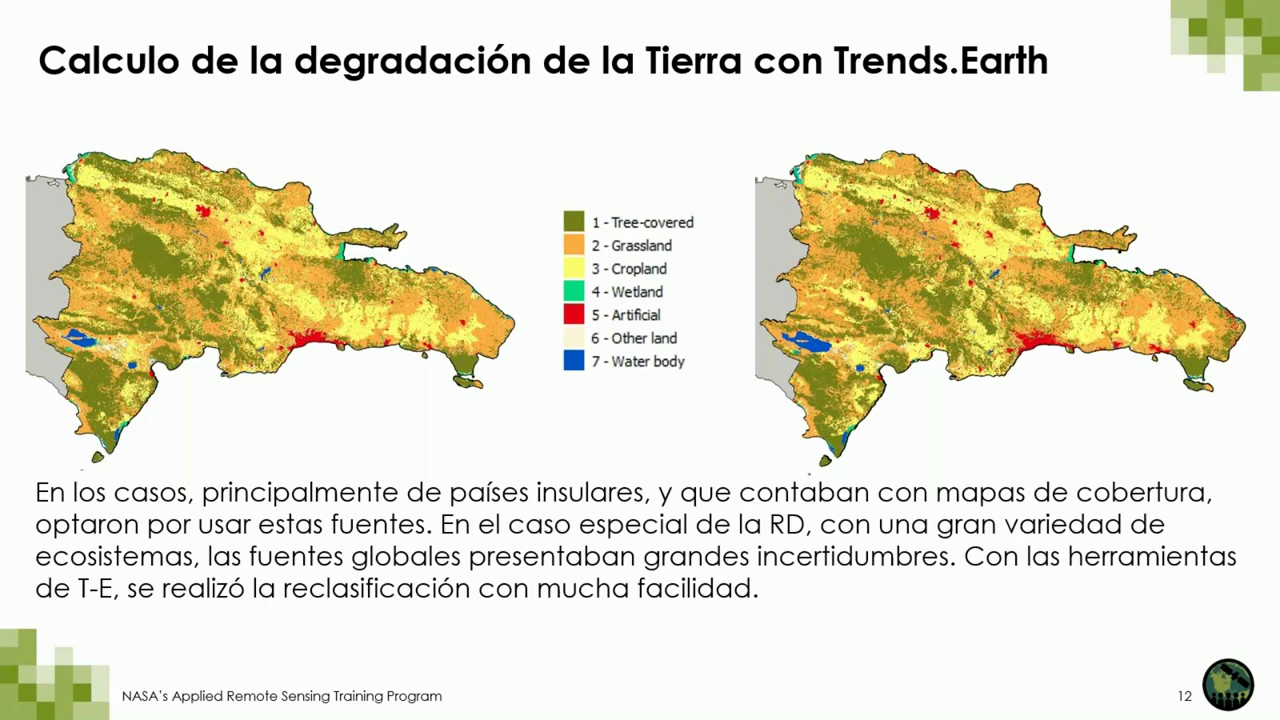 Calculo de la degradación de la Tierra con Trends.Earth
1 - Tree-covered
2 - Grassland
3 - Cropland
4 - Wetland
5 - Artificial
6 - Other land
7 - Water body
En los casos, principalmente de países insulares, y que contaban con mapas de cobertura,
optaron por usar estas fuentes. En el caso especial de la RD, con una gran variedad de
ecosistemas, las fuentes globales presentaban grandes incertidumbres. Con las herramientas
de T-E, se realizó la reclasificación con mucha facilidad.
NASA's Applied Remote Sensing Training Program
12